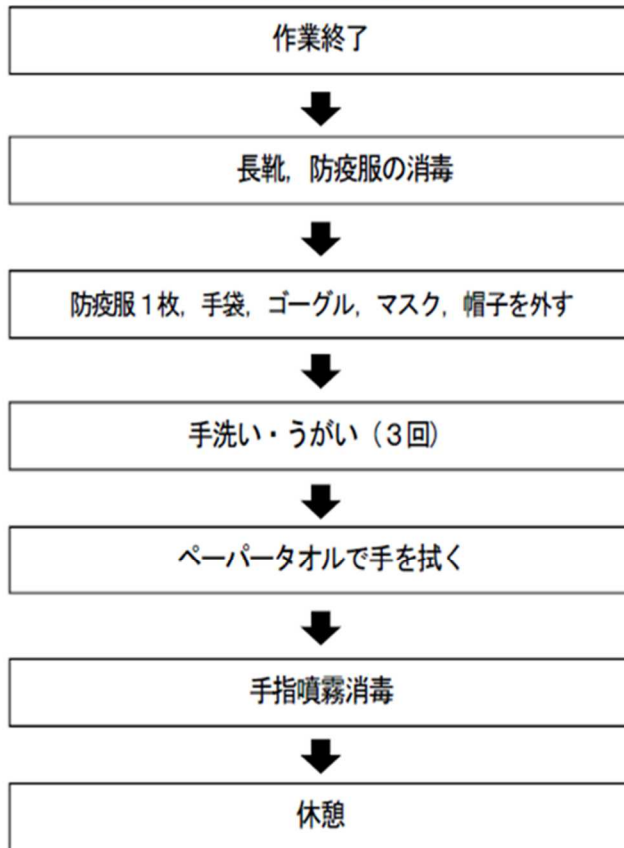 作業終了
長靴，防疫服の消毒
防疫服１枚，手袋，ゴーグル，マスク，帽子を外す
手洗い・うがい（３回）
ペーパータオルで手を拭く
手指噴霧消毒
休憩